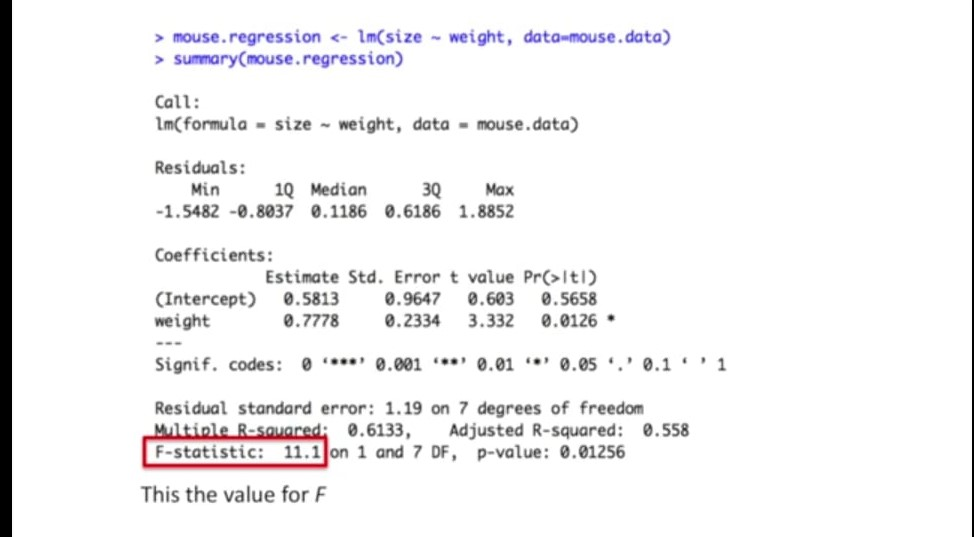 > mouse.regression <- lm(size ~ weight, data=mouse.data)
> summary(mouse.regression)
Call:
lm(formula = size ~ weight, data = mouse.data)
Residuals:
Min 1Q Median 3Q Max
-1.5482 -0.8037 0.1186 0.6186 1.8852
Coefficients:
Estimate Std. Error t value Pr(>|t|)
(Intercept) 0.5813 0.9647 0.603 0.5658
weight 0.7778 0.2334 3.332 0.0126 *
---
Signif. codes: 0 ‘***’ 0.001 ‘**’ 0.01 ‘*’ 0.05 ‘.’ 0.1 ‘ ’ 1
Residual standard error: 1.19 on 7 degrees of freedom
Multiple R-squared: 0.6133, Adjusted R-squared: 0.558
F-statistic: 11.1 on 1 and 7 DF, p-value: 0.01256
This the value for F